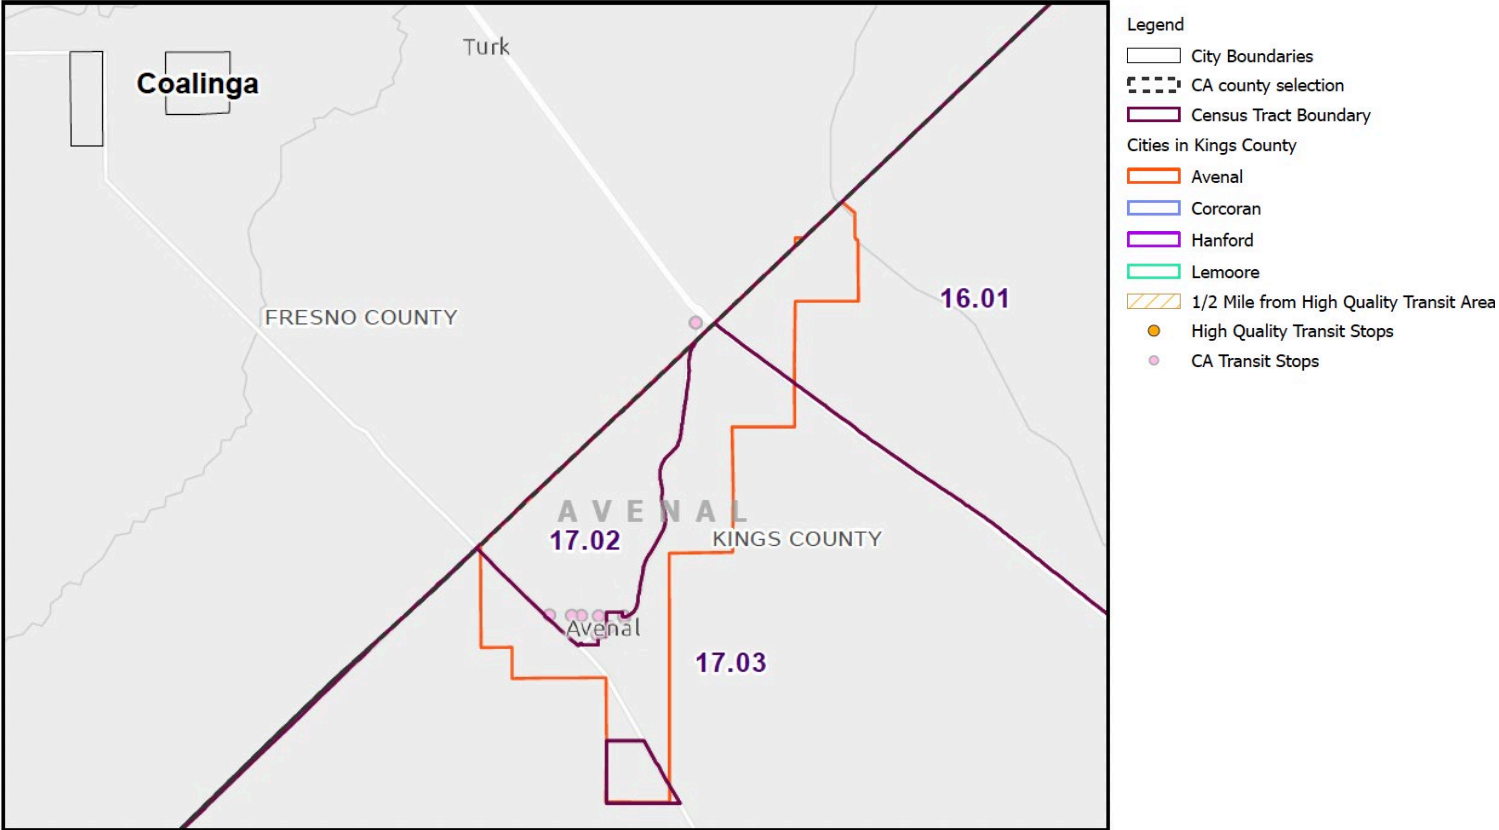 Turk
Coalinga
FRESNO COUNTY
16.01
AVENAL
17.02
KINGS COUNTY
Avenal
17.03
Legend
City Boundaries
CA county selection
Census Tract Boundary
Cities in Kings County
Avenal
Corcoran
Hanford
Lemoore
1/2 Mile from High Quality Transit Area
High Quality Transit Stops
CA Transit Stops